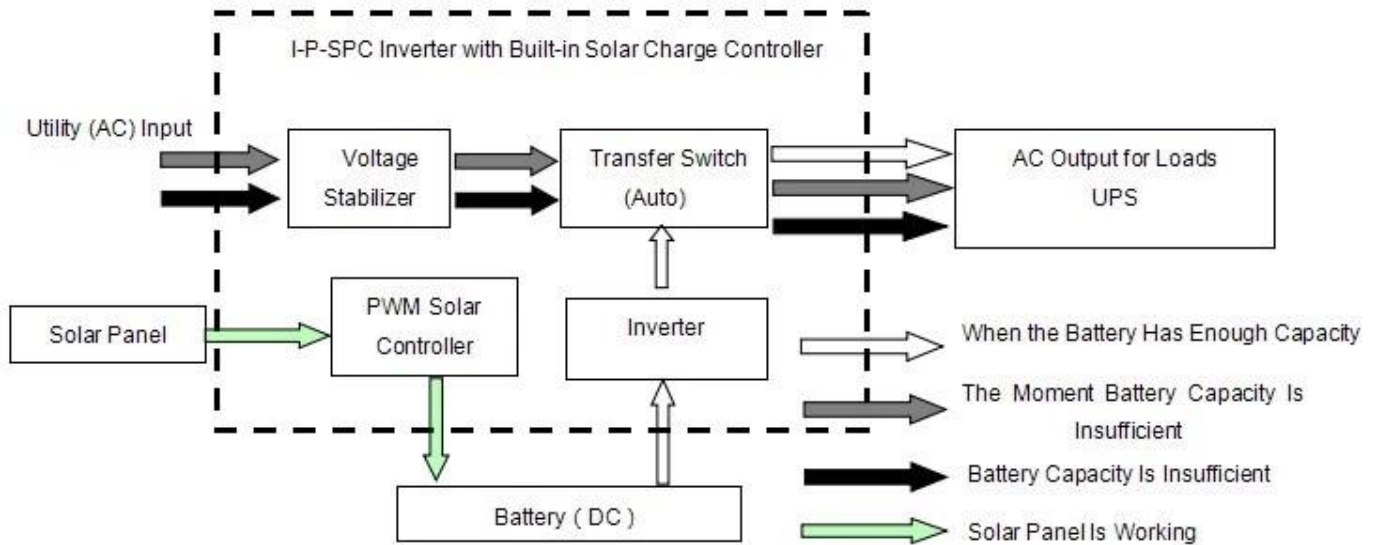 I-P-SPC Inverter with Built-in Solar Charge Controller
Utility (AC) Input
Voltage
Stabilizer
Transfer Switch
(Auto)
AC Output for Loads
UPS
Solar Panel
PWM Solar
Controller
Inverter
Battery ( DC )
When the Battery Has Enough Capacity
The Moment Battery Capacity Is
Insufficient
Battery Capacity Is Insufficient
Solar Panel Is Working